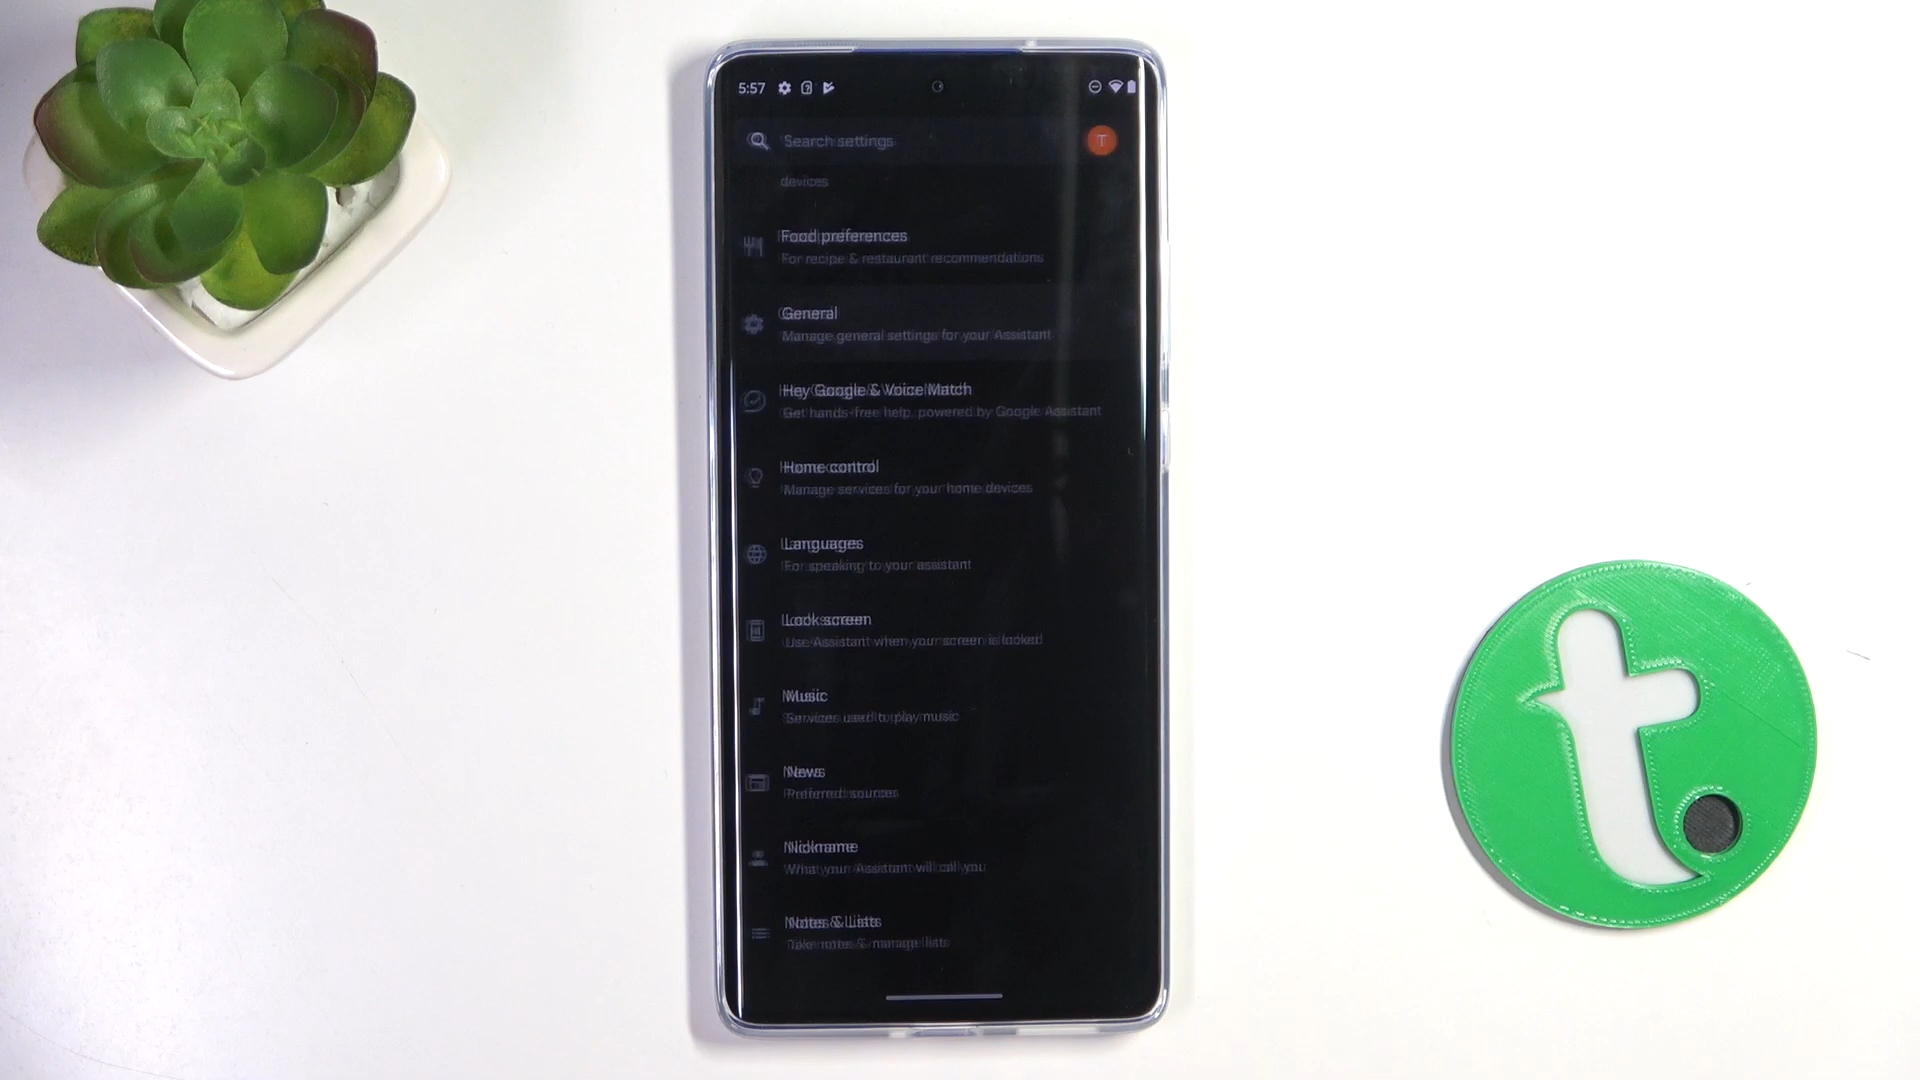 5:57
Search settings
T
devices
Food preferences
For recipe & restaurant recommendations
General
Manage general settings for your Assistant
Hey Google & Voice Match
Get hands-free help, powered by Google Assistant
Home control
Manage services for your home devices
Languages
For speaking to your assistant
Lock screen
Use Assistant when your screen is locked
Music
Services used to play music
News
Preferred sources
Nickname
What your Assistant will call you
Notes & Lists
Take notes & manage lists
t.